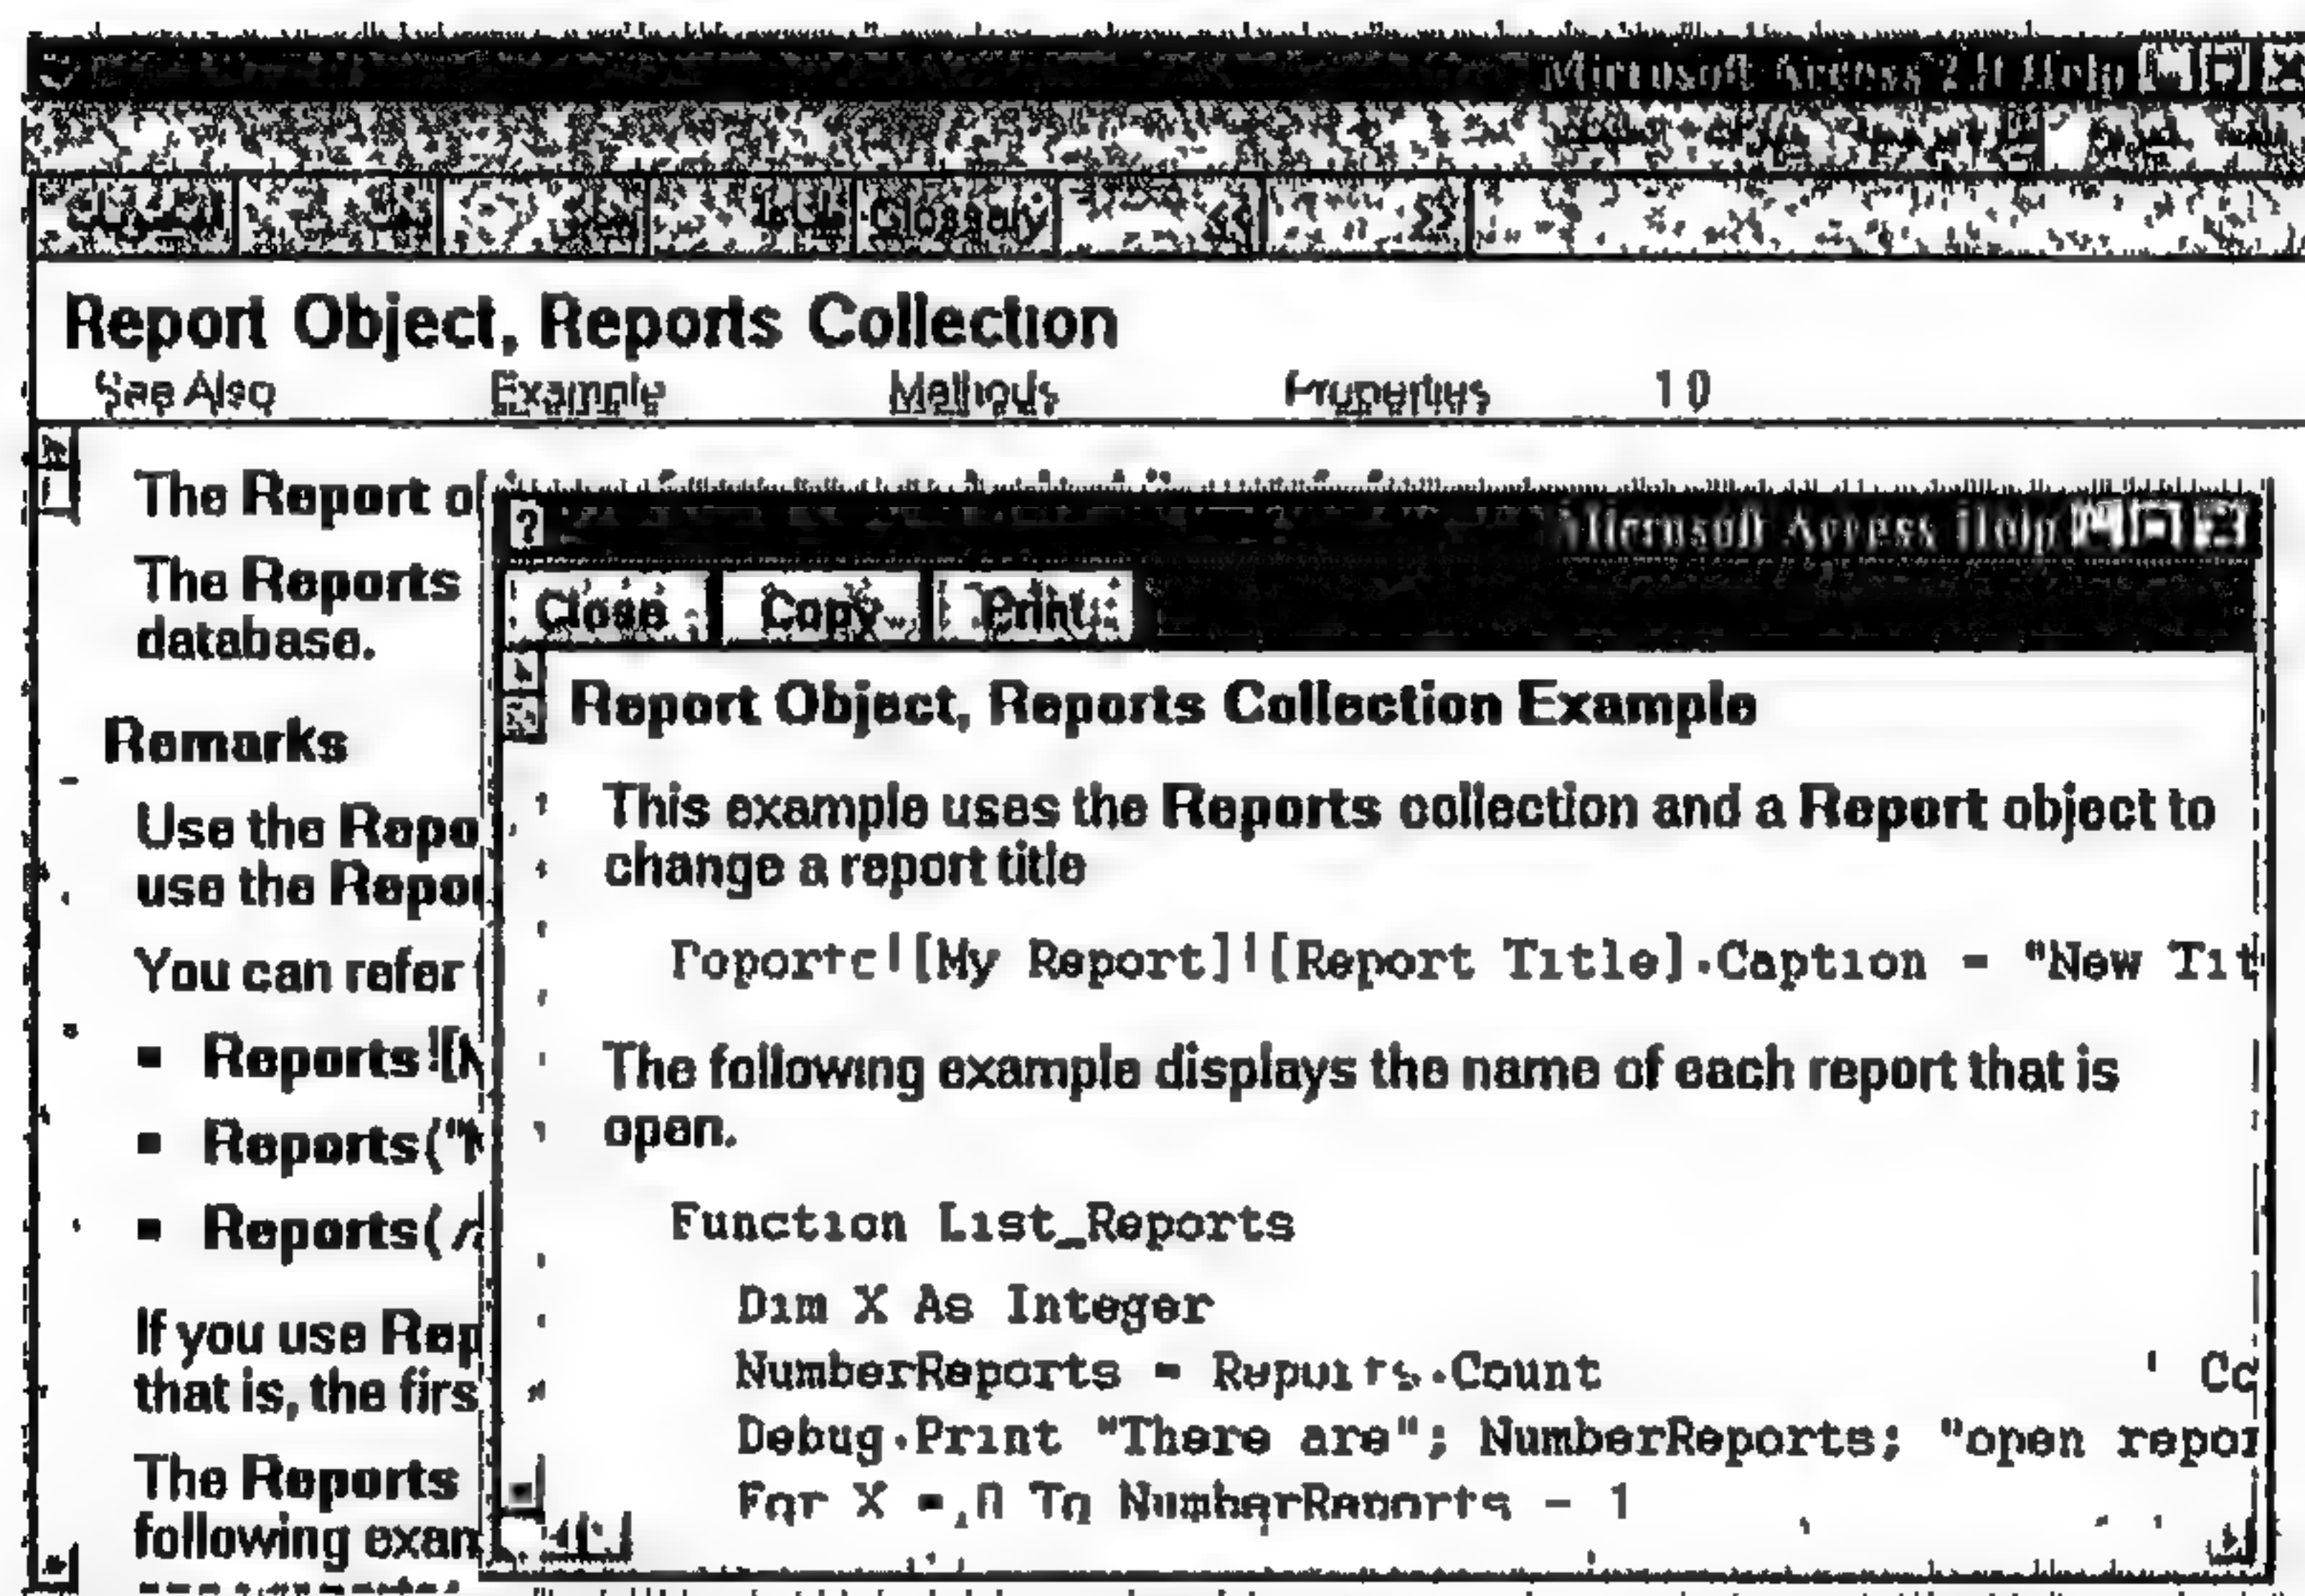 Microsoft Access 2.0 Help
Glossary << >>
Report Object, Reports Collection
See Also Example Methods Properties 1 0
The Report
The Reports
database.
Remarks
Use the Repo
use the Repor
You can refer
▪ Reports![
▪ Reports("
▪ Reports(
If you use Rep
that is, the firs
The Reports
following exam
? Microsoft Access Help
Close Copy Print
Report Object, Reports Collection Example
This example uses the Reports collection and a Report object to
change a report title
Reports![My Report]![Report Title].Caption = "New Tit
The following example displays the name of each report that is
open.
Function List_Reports
Dim X As Integer
NumberReports = Reports.Count ' Co
Debug.Print "There are"; NumberReports; "open repor
For X = 0 To NumberReports - 1